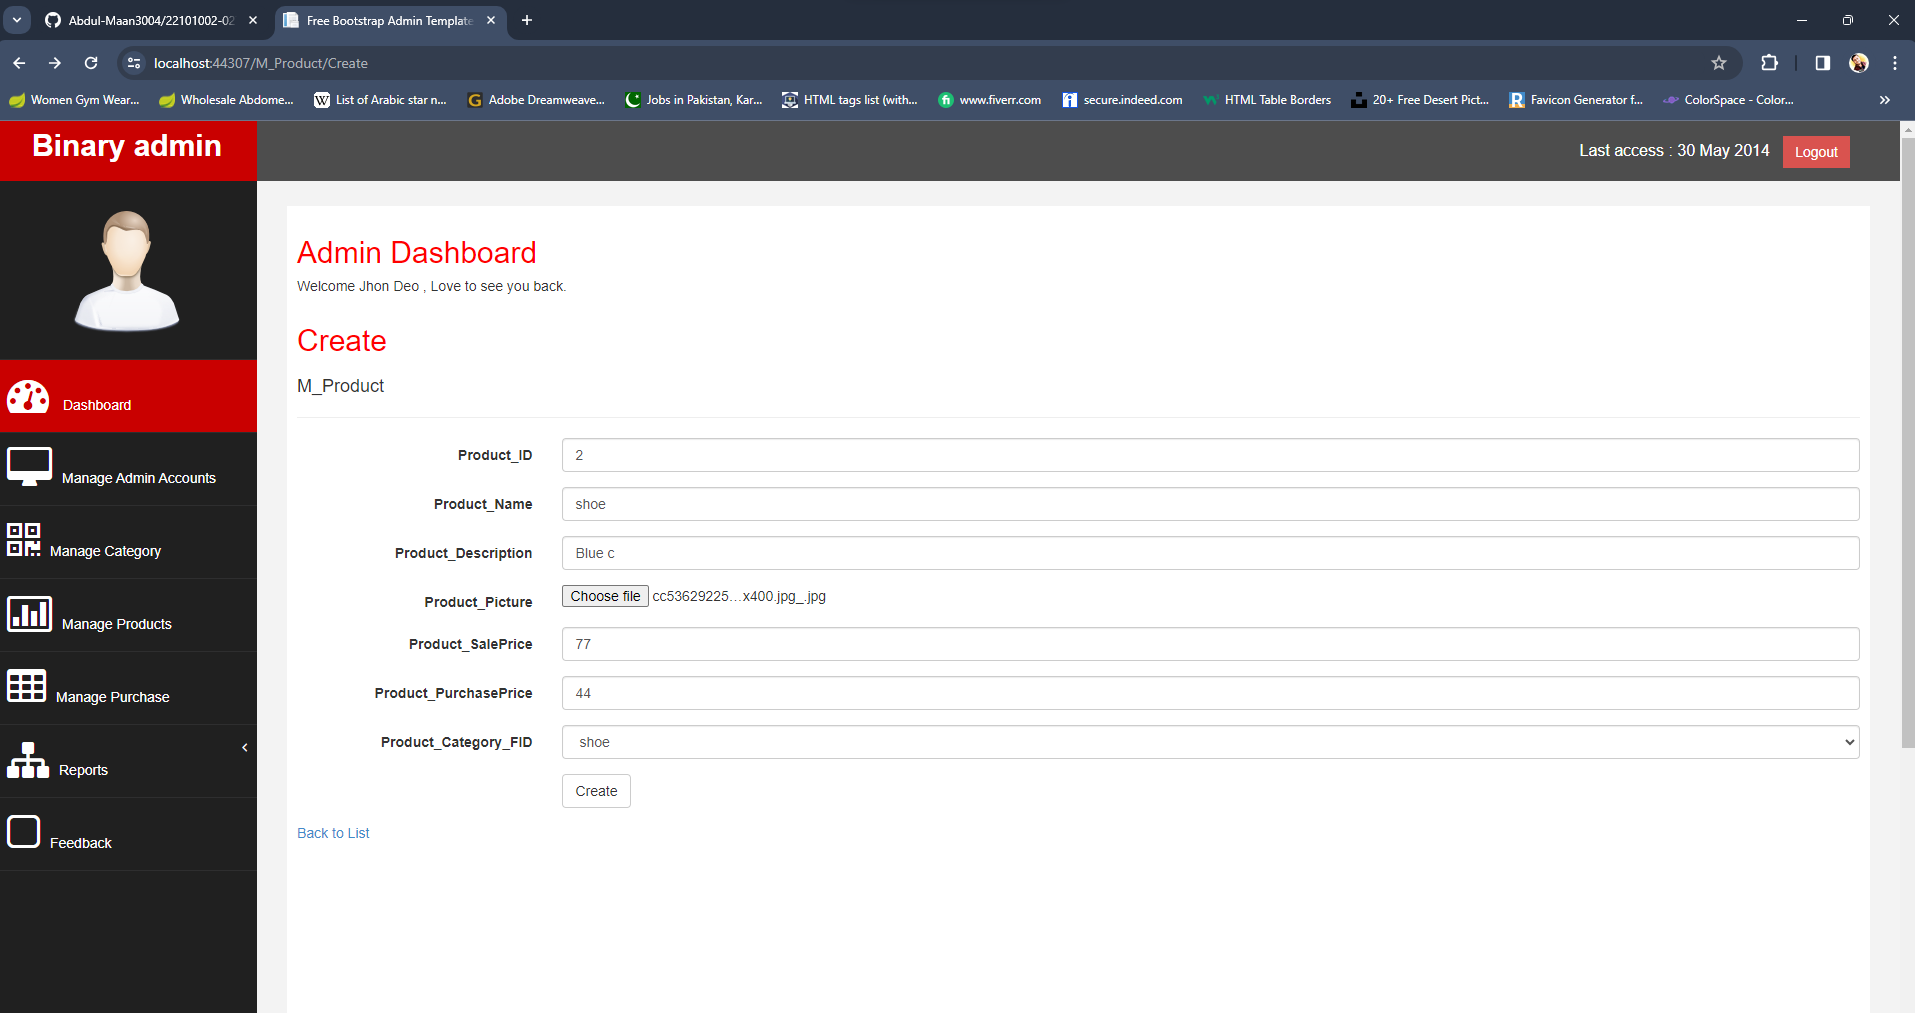 Abdul-Maan3004/22101002-02
Free Bootstrap Admin Template
localhost:44307/M_Product/Create
Women Gym Wear...
Wholesale Abdome...
W List of Arabic star n...
G Adobe Dreamweave...
Jobs in Pakistan, Kar...
HTML tags list (with...
fi www.fiverr.com
secure.indeed.com
HTML Table Borders
20+ Free Desert Pict...
R Favicon Generator f...
ColorSpace - Color...
Binary admin
Last access : 30 May 2014
Logout
Admin Dashboard
Welcome Jhon Deo , Love to see you back.
Create
M_Product
Dashboard
Manage Admin Accounts
Manage Category
Manage Products
Manage Purchase
Reports
Feedback
Product_ID 2
Product_Name shoe
Product_Description Blue c
Product_Picture Choose file cc53629225...x400.jpg_.jpg
Product_SalePrice 77
Product_PurchasePrice 44
Product_Category_FID shoe
Create
Back to List